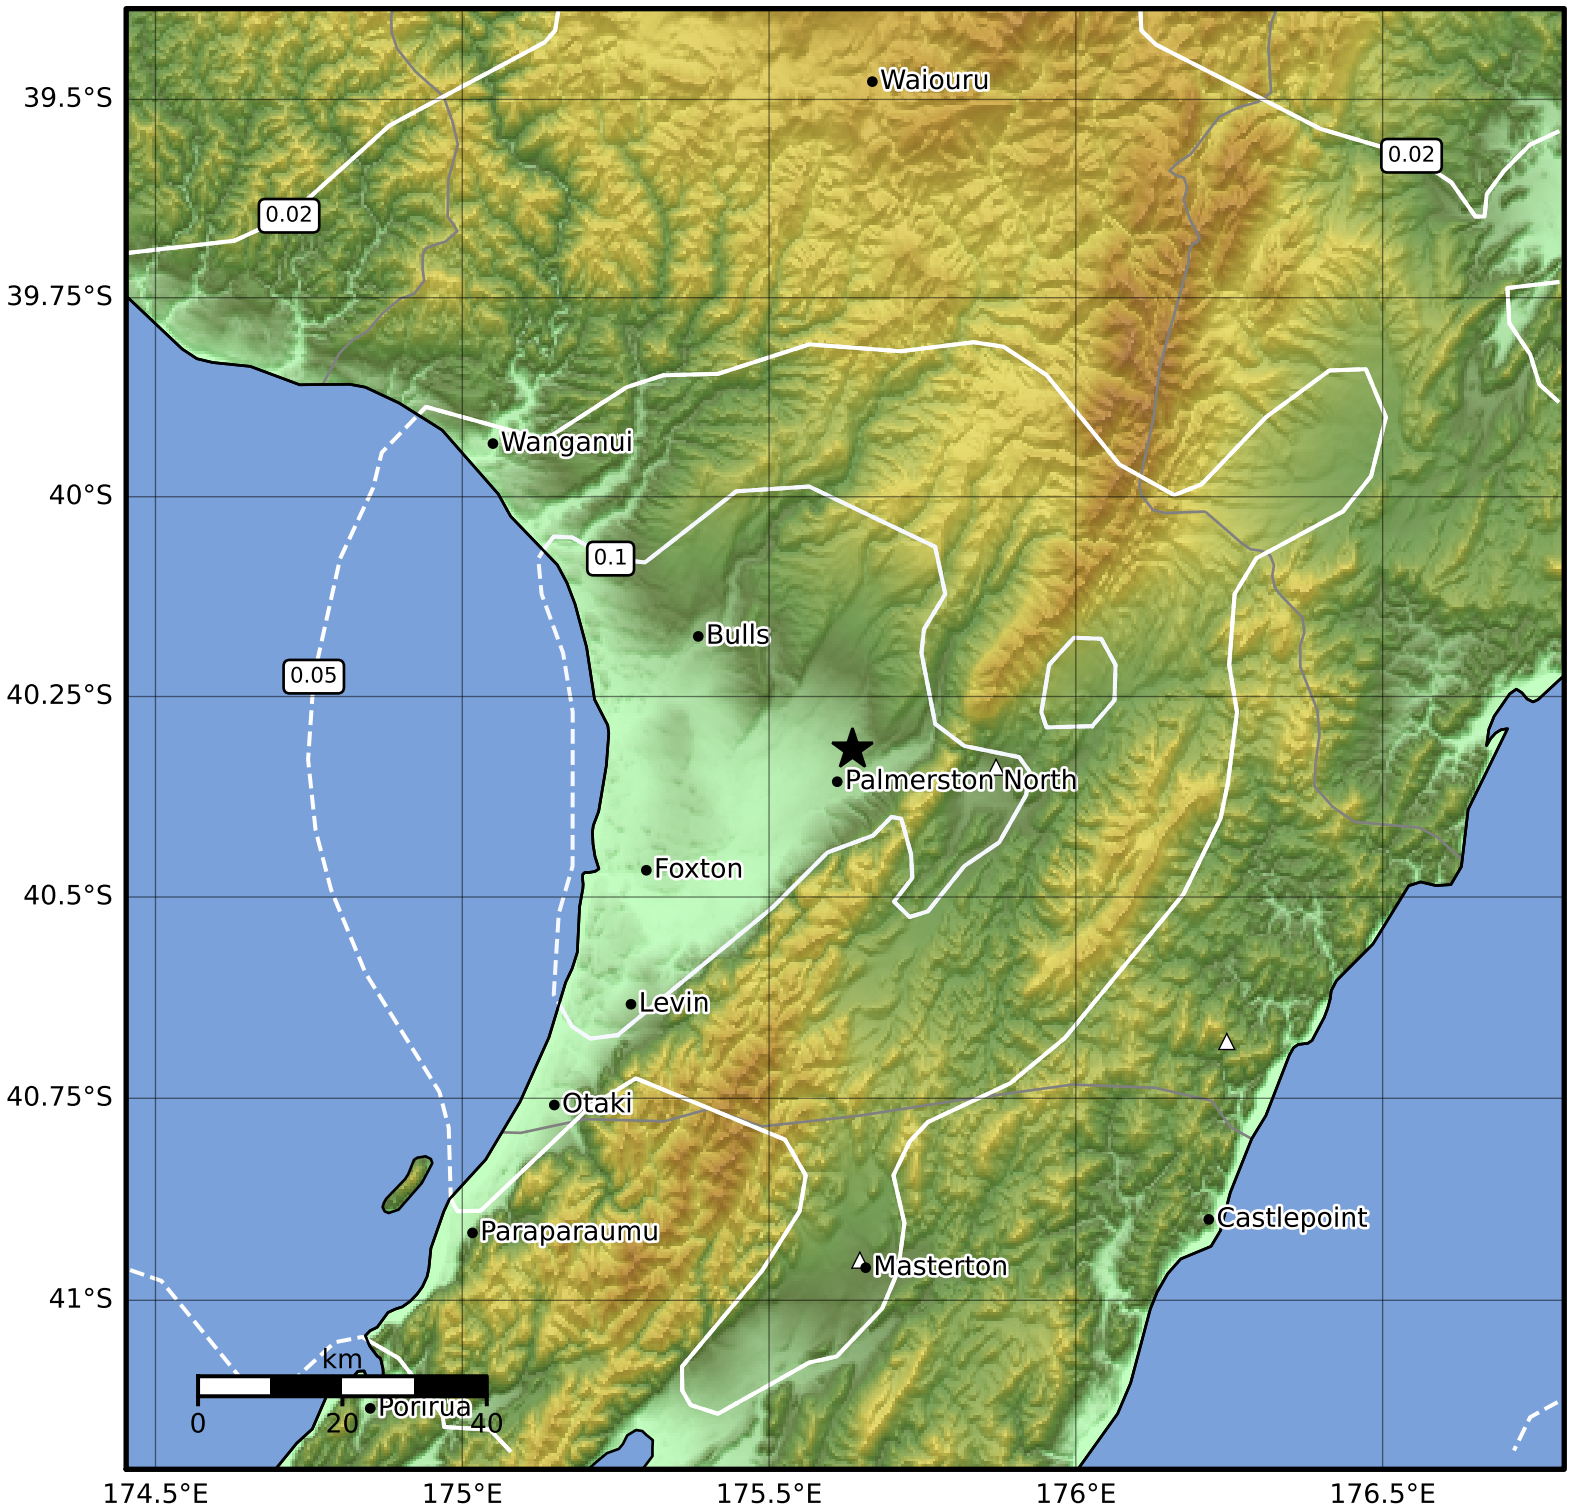 Waiouru
39.5°S
0.02
0.02
39.75°S
Wanganui
40°S
0.1
Bulls
0.05
40.25°S
Palmerston North
Foxton
40.5°S
Levin
40.75°S
Otaki
Castlepoint
Paraparaumu
Masterton
41°S
km
Porirua
0 20 40
174.5°E 175°E 175.5°E 176°E 176.5°E